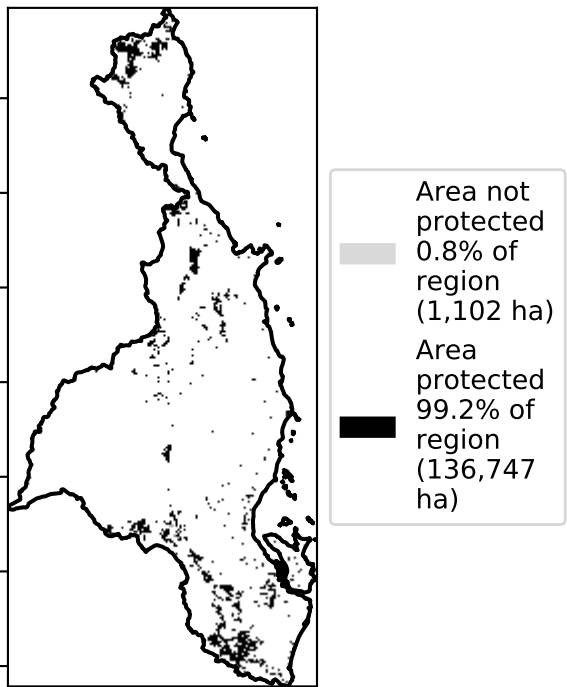 Area not
protected
0.8% of
region
(1,102 ha)
Area
protected
99.2% of
region
(136,747
ha)